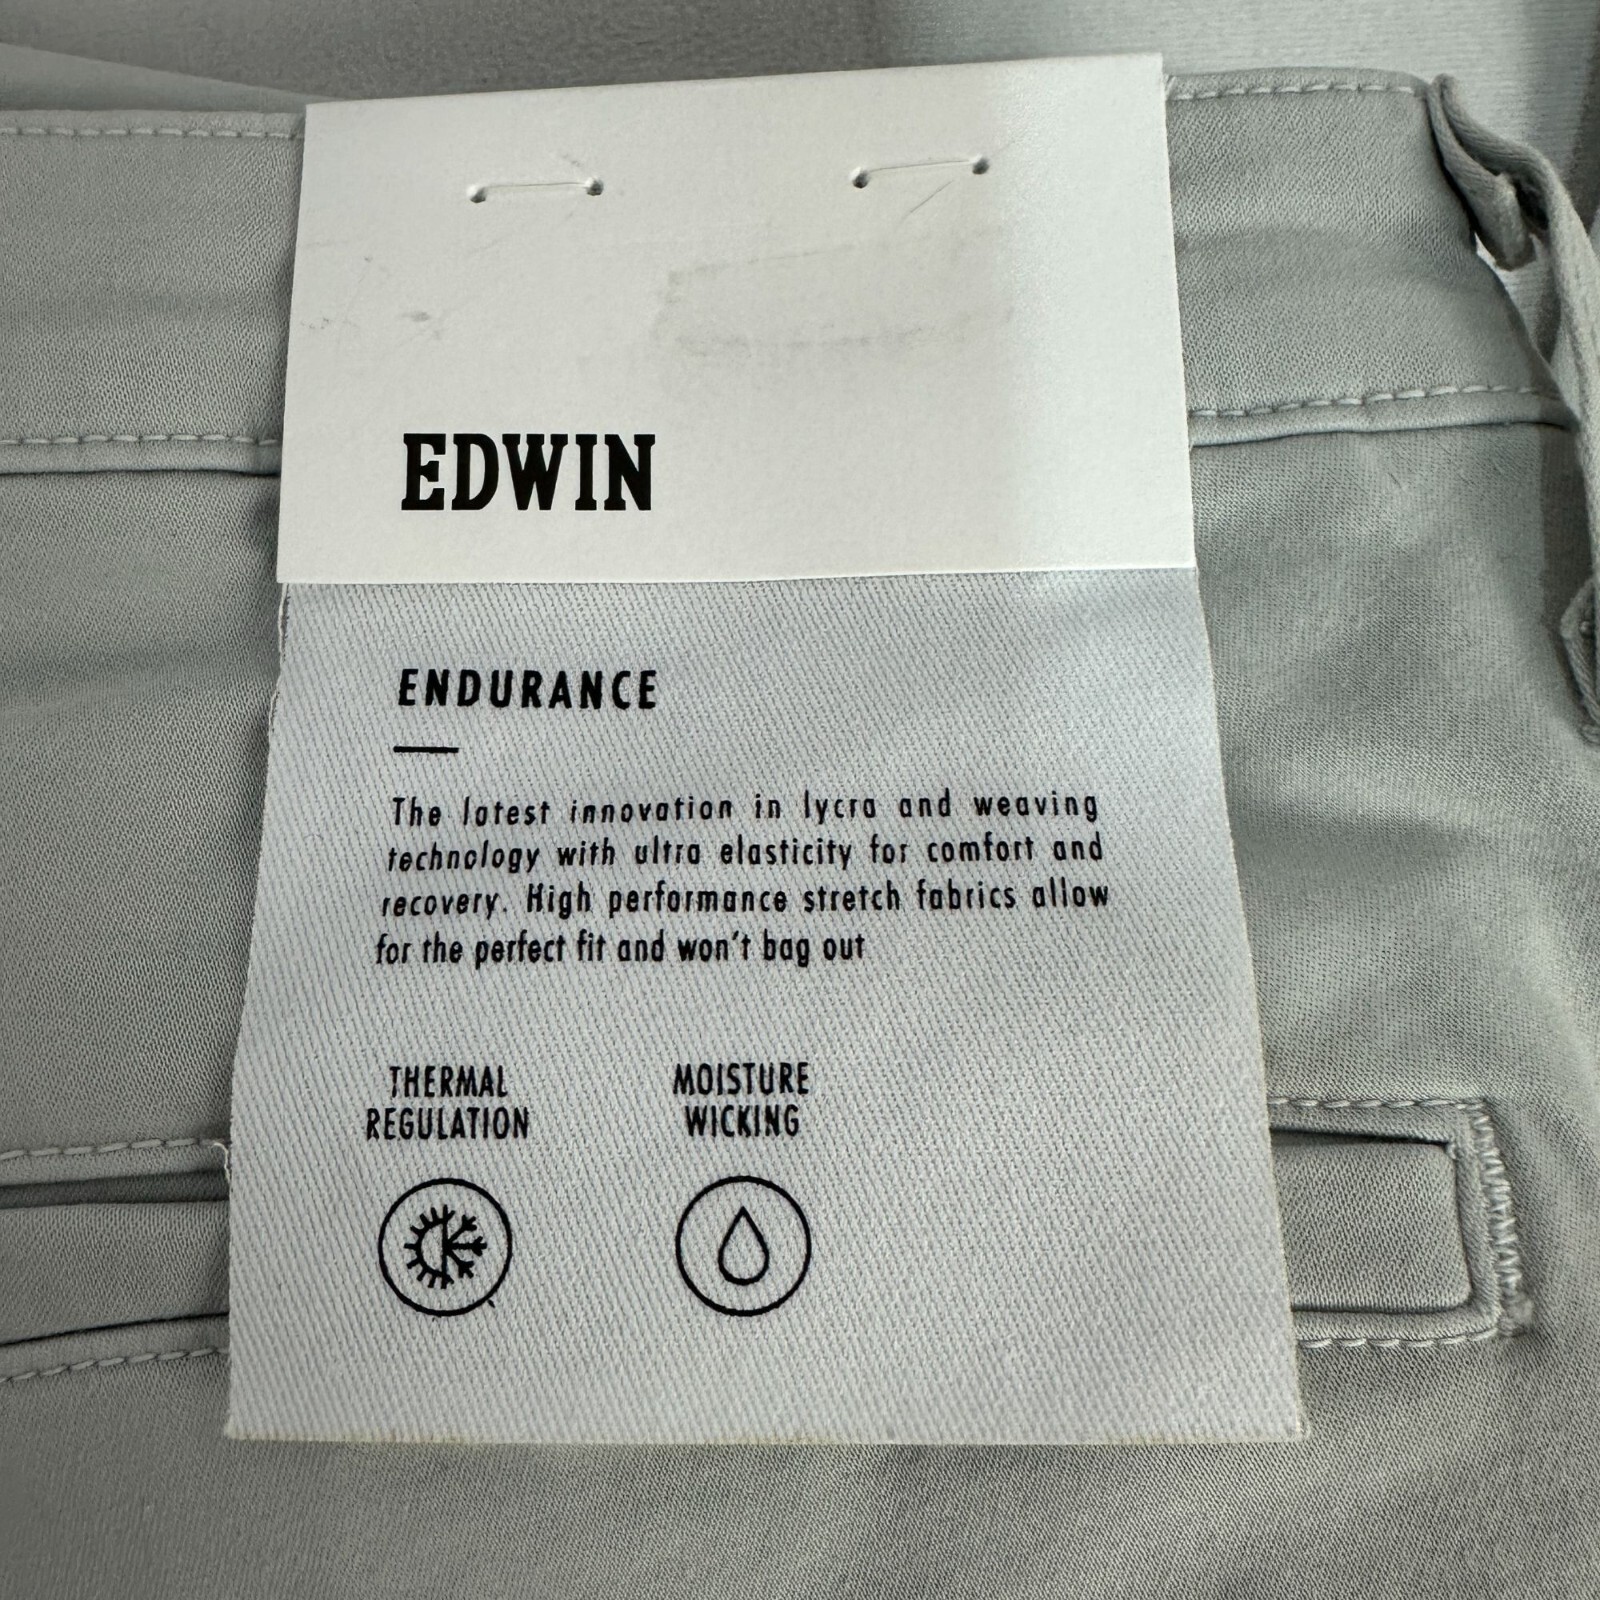 EDWIN
ENDURANCE
The latest innovation in lycra and weaving
technology with ultra elasticity for comfort and
recovery. High performance stretch fabrics allow
for the perfect fit and won't bag out
THERMAL
REGULATION
MOISTURE
WICKING